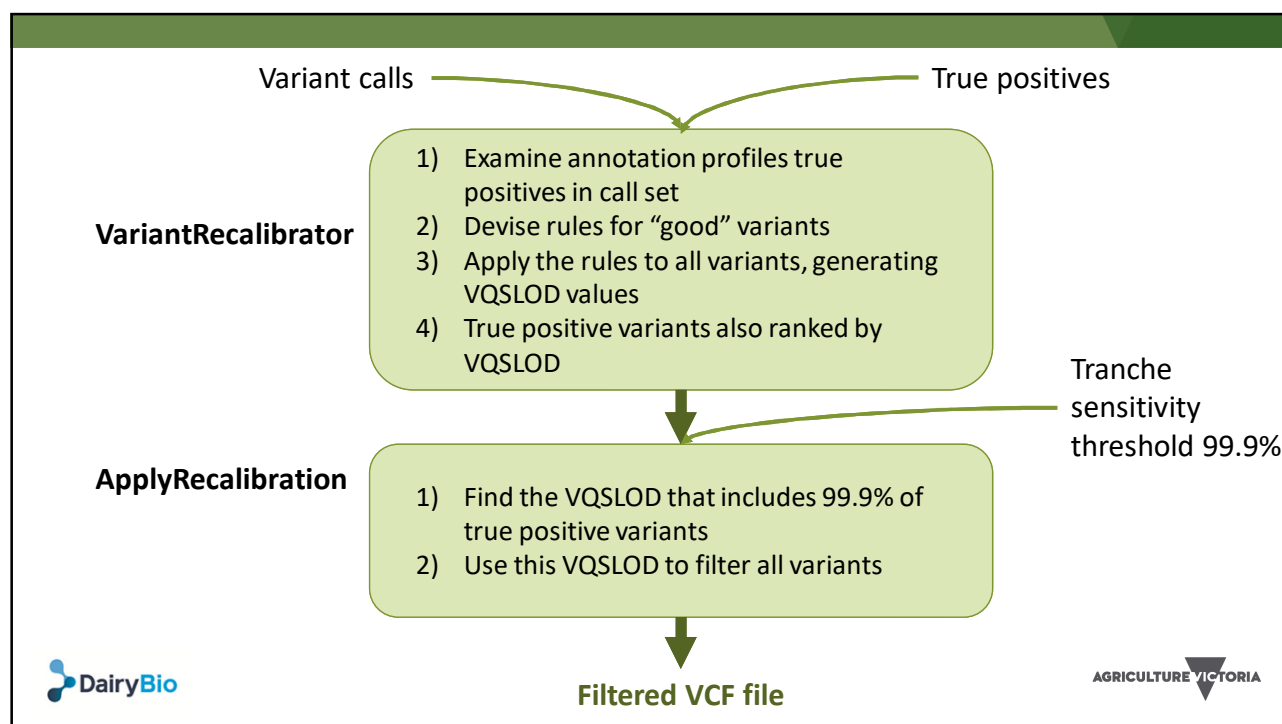 Variant calls
True positives
VariantRecalibrator
1) Examine annotation profiles true
positives in call set
2) Devise rules for “good” variants
3) Apply the rules to all variants, generating
VQSLOD values
4) True positive variants also ranked by
VQSLOD
Tranche
sensitivity
threshold 99.9%
ApplyRecalibration
1) Find the VQSLOD that includes 99.9% of
true positive variants
2) Use this VQSLOD to filter all variants
Filtered VCF file
DairyBio
AGRICULTURE VICTORIA